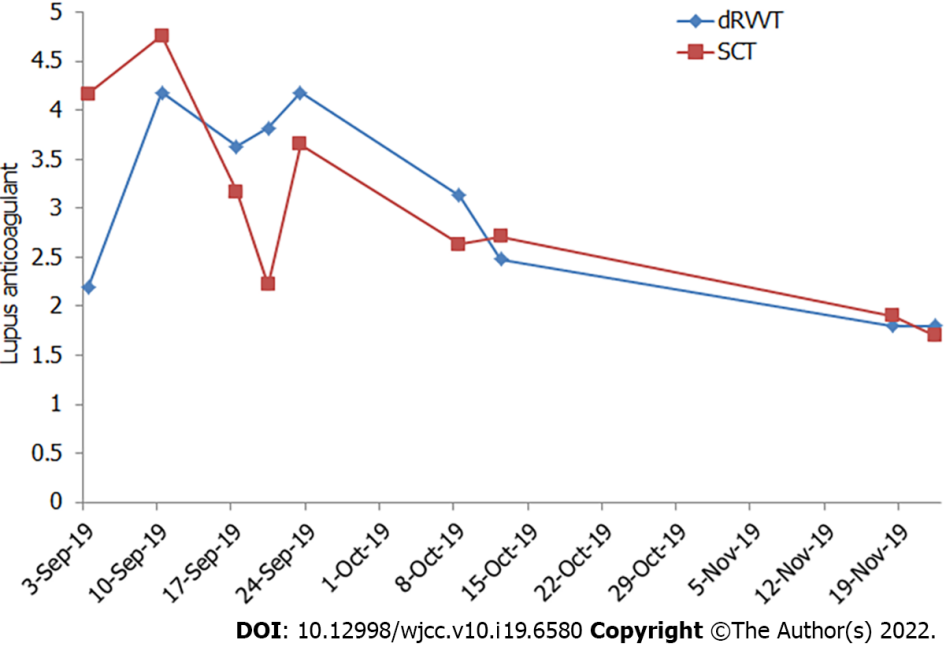 5
dRVVT
SCT
4.5
4
3.5
3
2.5
2
1.5
1
0.5
0
Lupus anticoagulant
3-Sep-19
10-Sep-19
17-Sep-19
24-Sep-19
1-Oct-19
8-Oct-19
15-Oct-19
22-Oct-19
29-Oct-19
5-Nov-19
12-Nov-19
19-Nov-19
DOI: 10.12998/wjcc.v10.i19.6580 Copyright ©The Author(s) 2022.